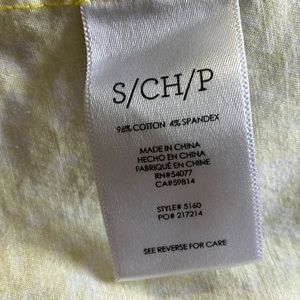 S/CH/P
96% COTTON 4% SPANDEX
MADE IN CHINA
HECHO EN CHINA
FABRIQUÉ EN CHINE
RN#54077
CA#59814
STYLE# 5160
PO# 217214
SEE REVERSE FOR CARE